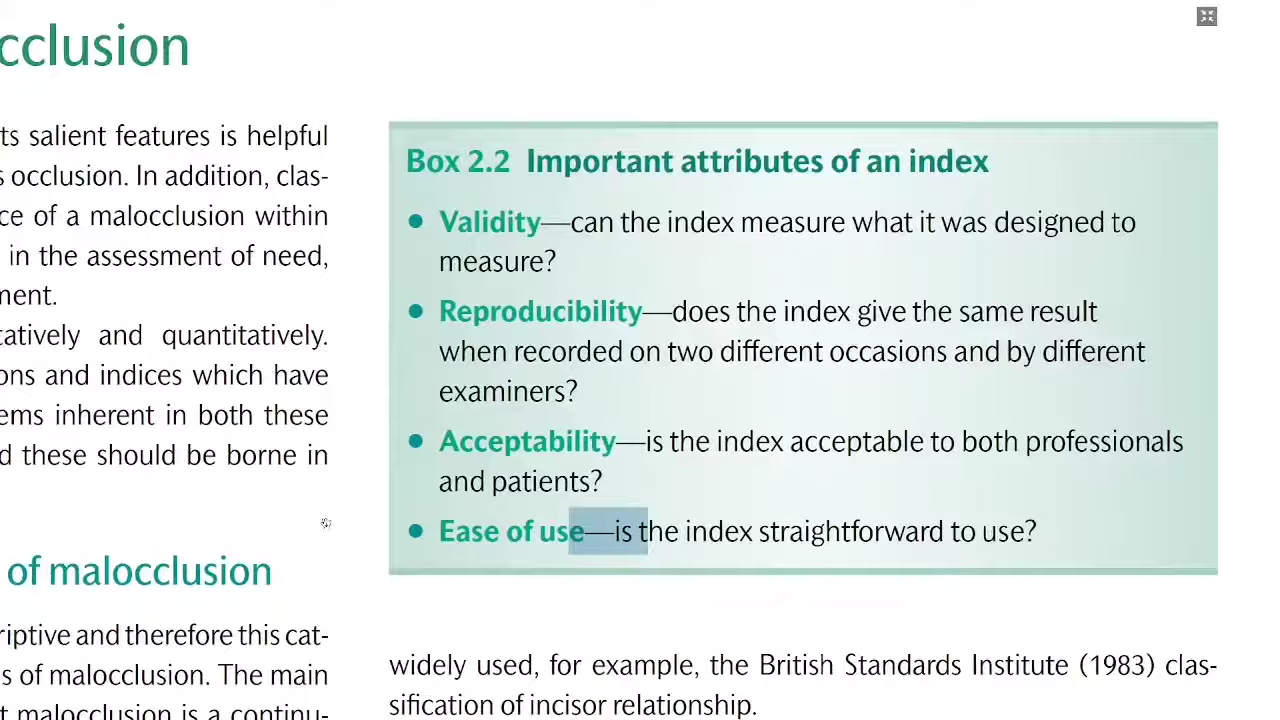 cclusion
ts salient features is helpful
s occlusion. In addition, clas-
ce of a malocclusion within
in the assessment of need,
ment.
tatively and quantitatively.
ons and indices which have
ems inherent in both these
d these should be borne in
of malocclusion
riptive and therefore this cat-
s of malocclusion. The main
t malocclusion is a continu-
Box 2.2 Important attributes of an index
• Validity—can the index measure what it was designed to
measure?
• Reproducibility—does the index give the same result
when recorded on two different occasions and by different
examiners?
• Acceptability—is the index acceptable to both professionals
and patients?
• Ease of use—is the index straightforward to use?
widely used, for example, the British Standards Institute (1983) clas-
sification of incisor relationship.